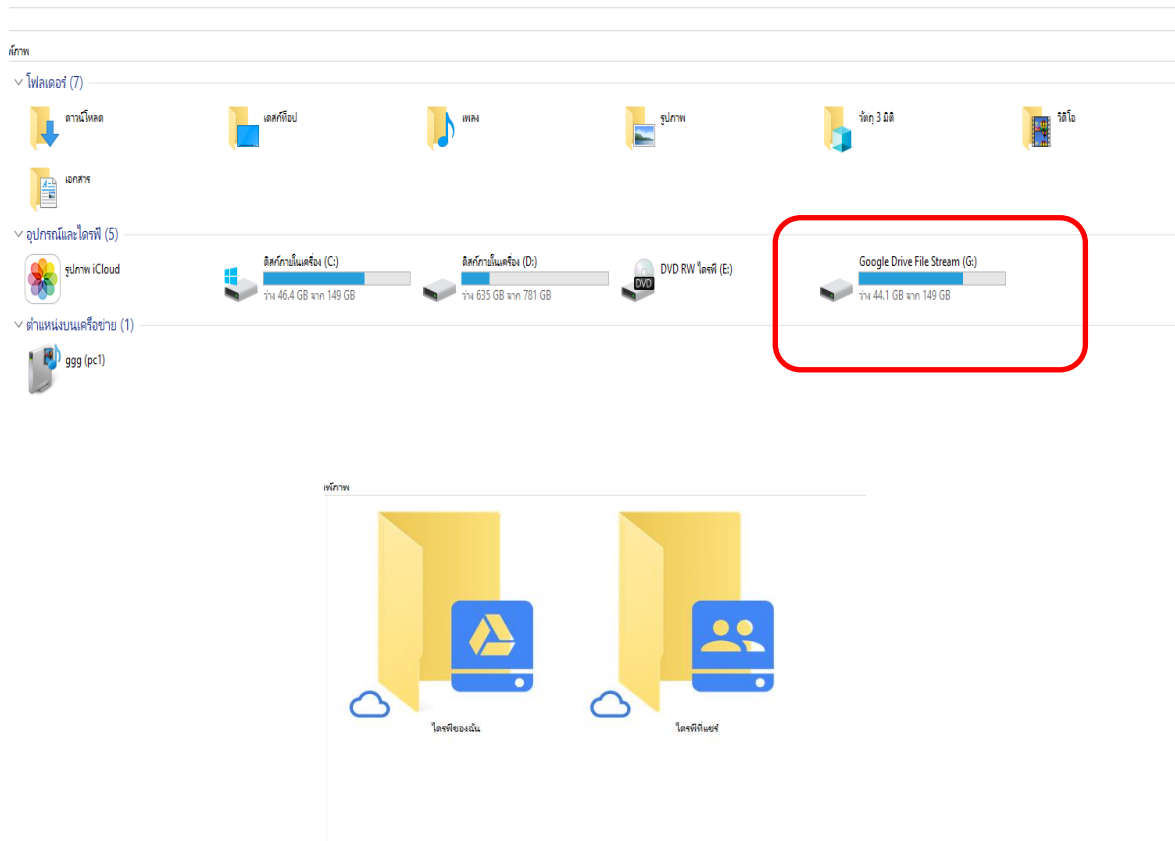 พ์ภาพ
โฟลเดอร์ (7)
ดาวน์โหลด
เดสก์ท็อป
เพลง
รูปภาพ
วัตถุ 3 มิติ
วิดีโอ
เอกสาร
อุปกรณ์และไดรฟ์ (5)
รูปภาพ iCloud
ดิสก์ภายในเครื่อง (C:)
ว่าง 46.4 GB จาก 149 GB
ดิสก์ภายในเครื่อง (D:)
ว่าง 635 GB จาก 781 GB
DVD RW ไดรฟ์ (E:)
DVD
Google Drive File Stream (G:)
ว่าง 44.1 GB จาก 149 GB
ตำแหน่งบนเครือข่าย (1)
ggg (pc1)
เพ์ภาพ
ไดรฟ์ของฉัน
ไดรฟ์ที่แชร์